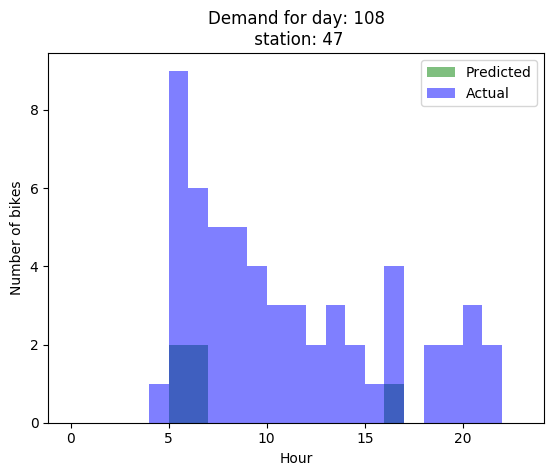 Demand for day: 108
station: 47
Predicted
Actual
Number of bikes
8
6
4
2
0
0
5
10
15
20
Hour